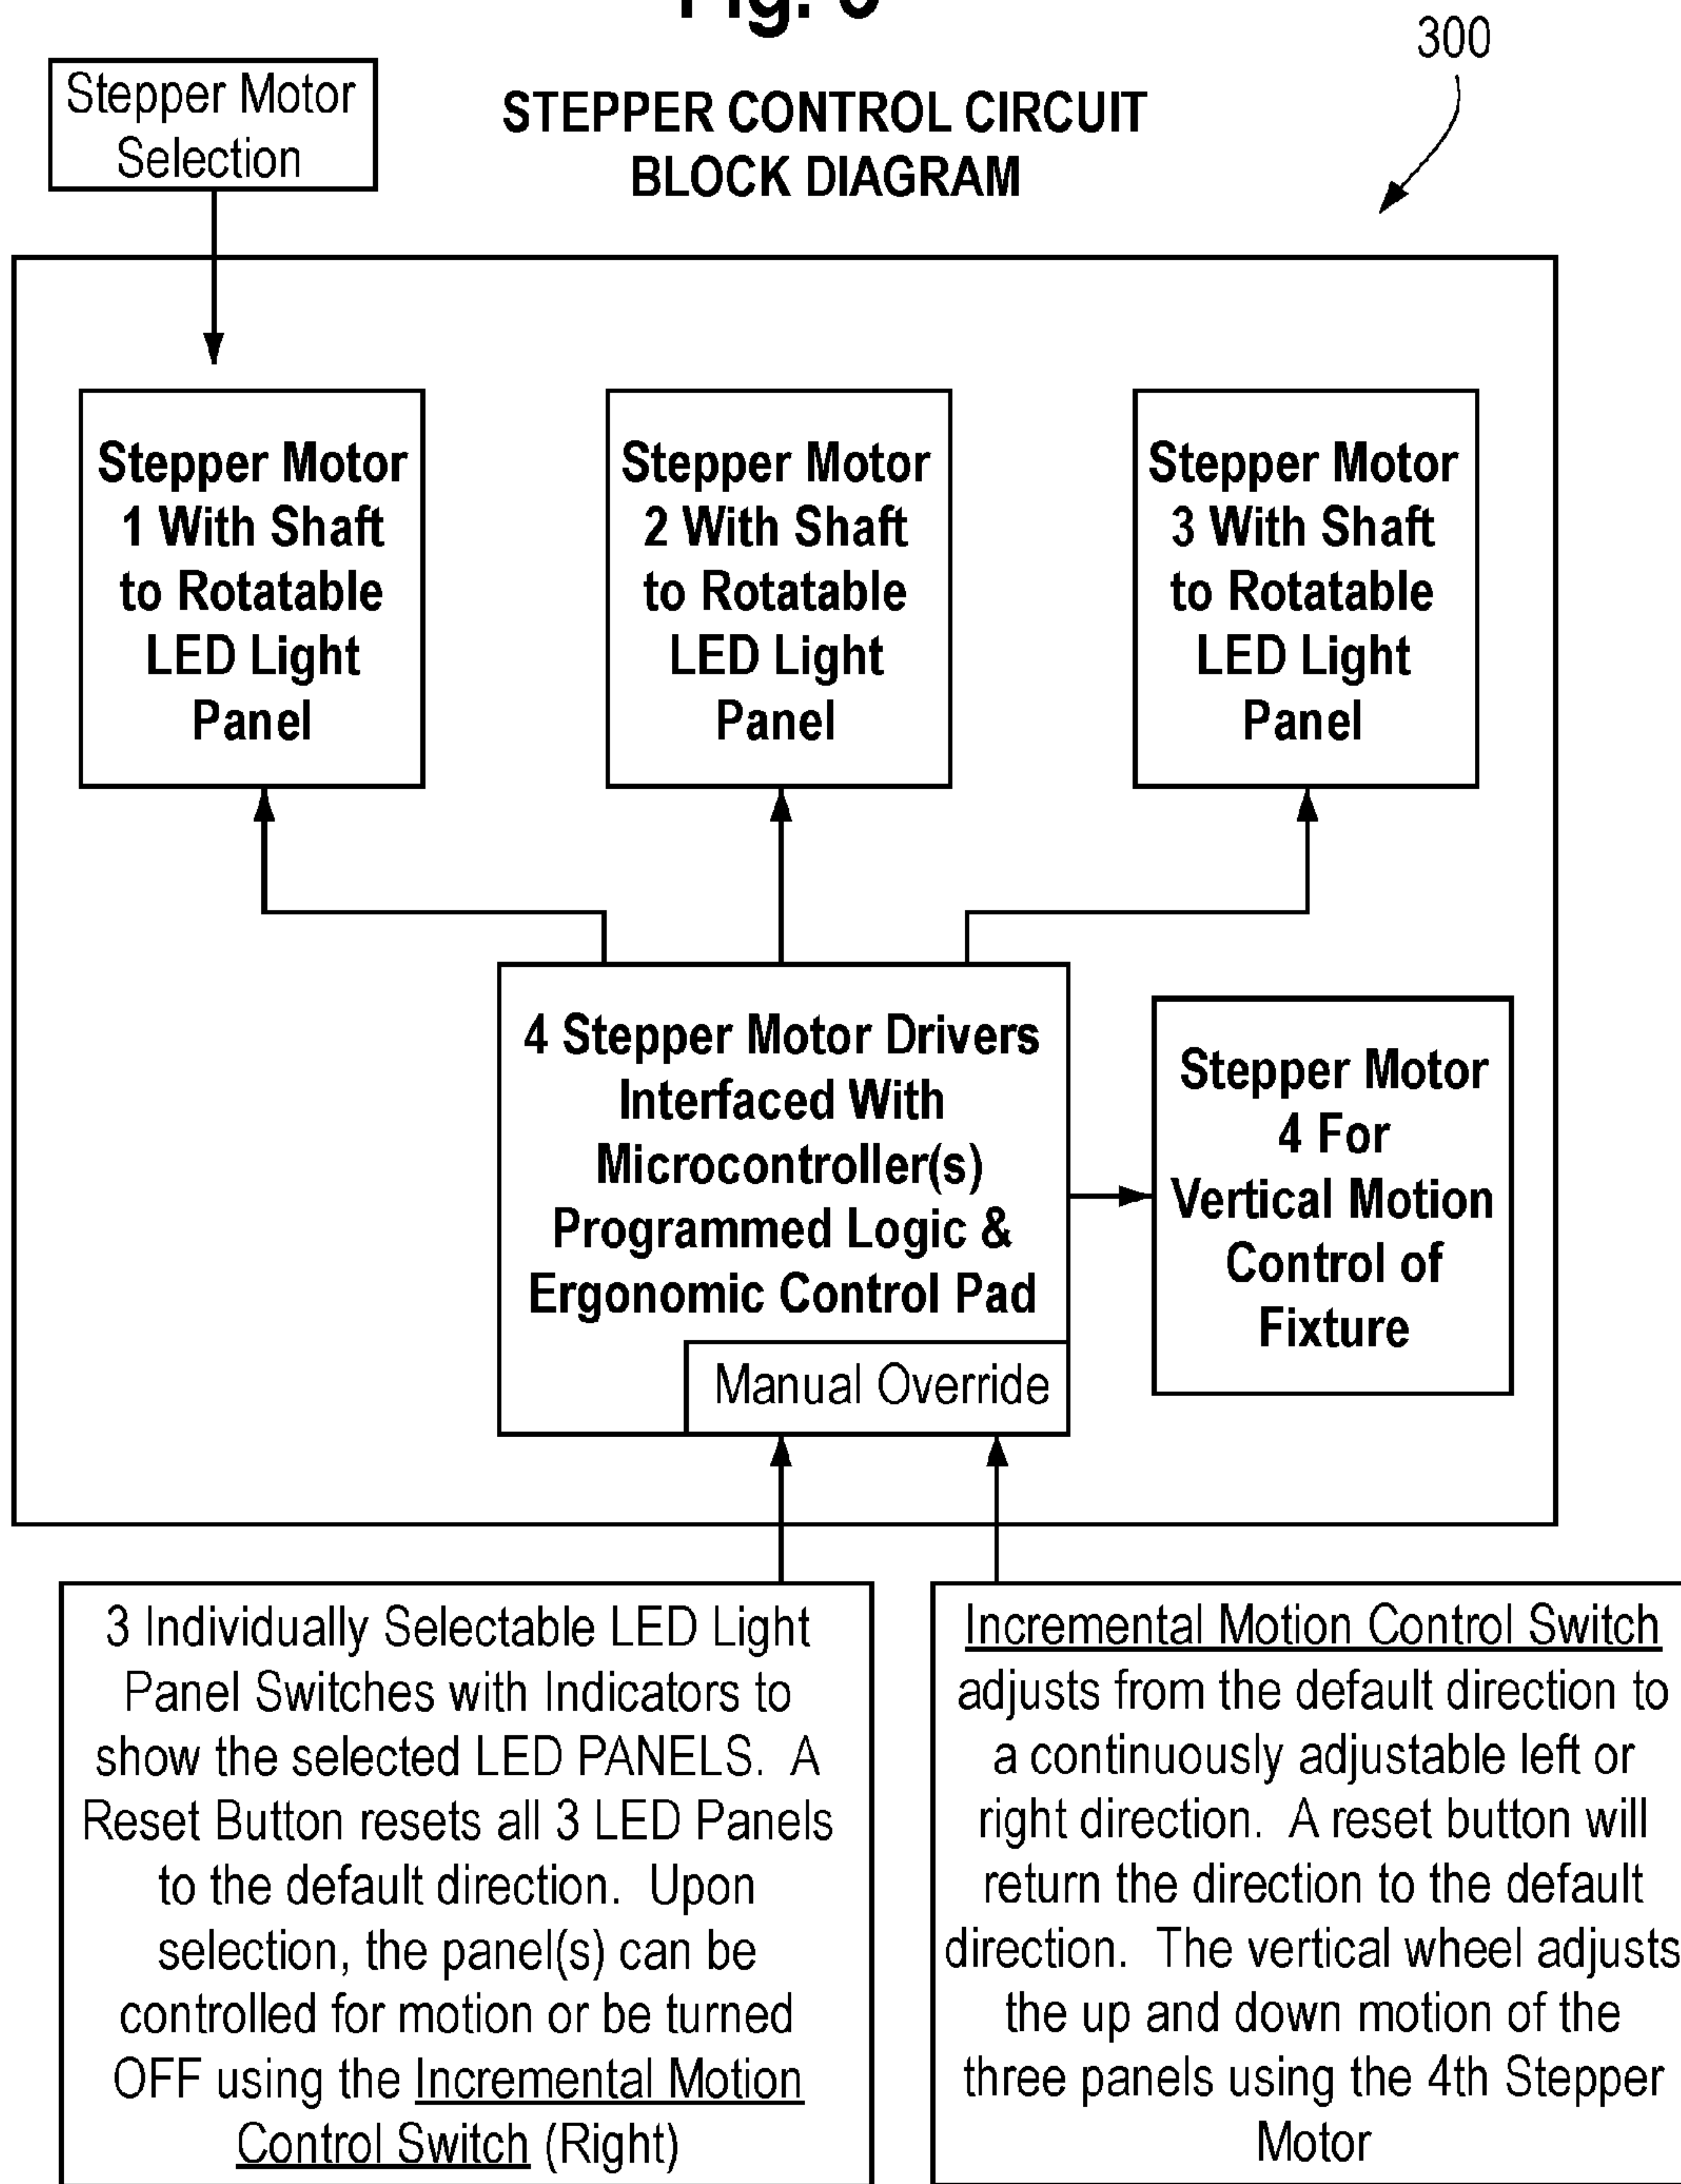 Fig.
300
Stepper Motor
Selection
STEPPER CONTROL CIRCUIT
BLOCK DIAGRAM
Stepper Motor
1 With Shaft
to Rotatable
LED Light
Panel
Stepper Motor
2 With Shaft
to Rotatable
LED Light
Panel
Stepper Motor
3 With Shaft
to Rotatable
LED Light
Panel
4 Stepper Motor Drivers
Interfaced With
Microcontroller(s)
Programmed Logic &
Ergonomic Control Pad
Manual Override
Stepper Motor
4 For
Vertical Motion
Control of
Fixture
3 Individually Selectable LED Light
Panel Switches with Indicators to
show the selected LED PANELS. A
Reset Button resets all 3 LED Panels
to the default direction. Upon
selection, the panel(s) can be
controlled for motion or be turned
OFF using the Incremental Motion
Control Switch (Right)
Incremental Motion Control Switch
adjusts from the default direction to
a continuously adjustable left or
right direction. A reset button will
return the direction to the default
direction. The vertical wheel adjusts
the up and down motion of the
three panels using the 4th Stepper
Motor